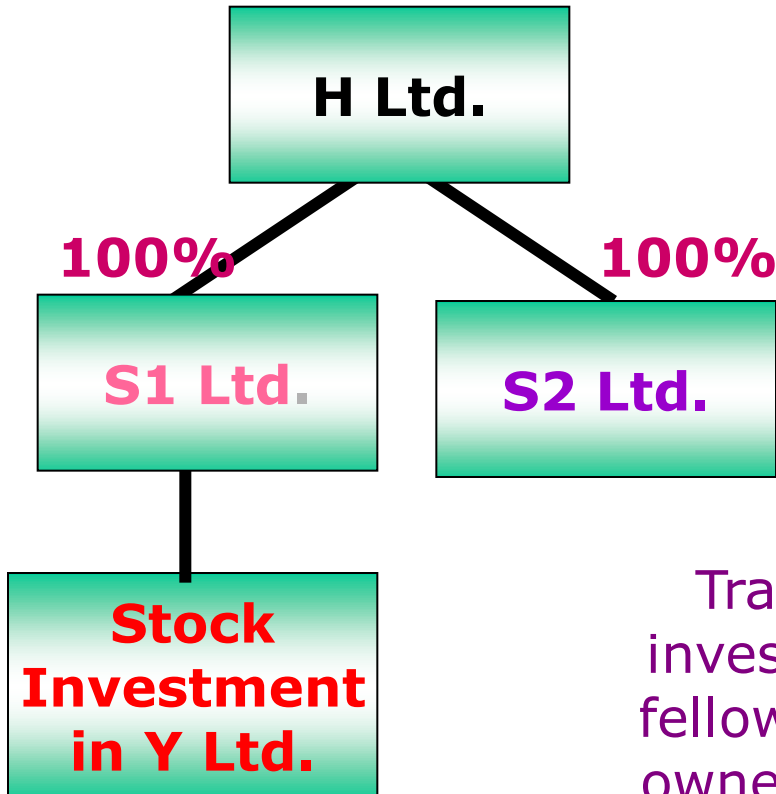 H Ltd.
100%
100%
S1 Ltd.
S2 Ltd.
Stock
Investment
in Y Ltd.